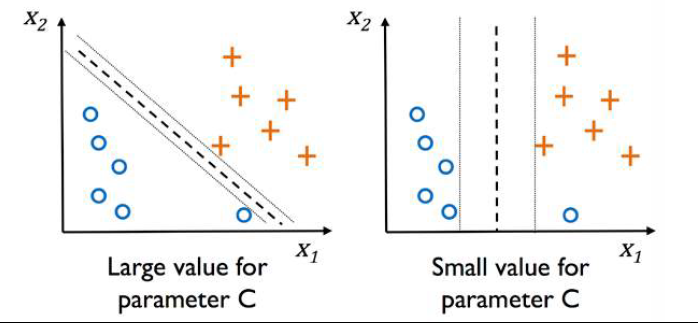 X2
X1
Large value for
parameter C
X2
X1
Small value for
parameter C